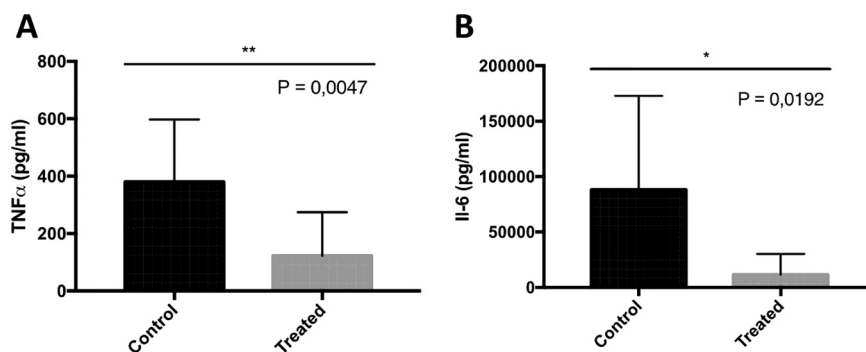 A
**
P = 0,0047
TNFα (pg/ml)
800
600
400
200
0
Control
Treated
B
*
P = 0,0192
Il-6 (pg/ml)
200000
150000
100000
50000
0
Control
Treated